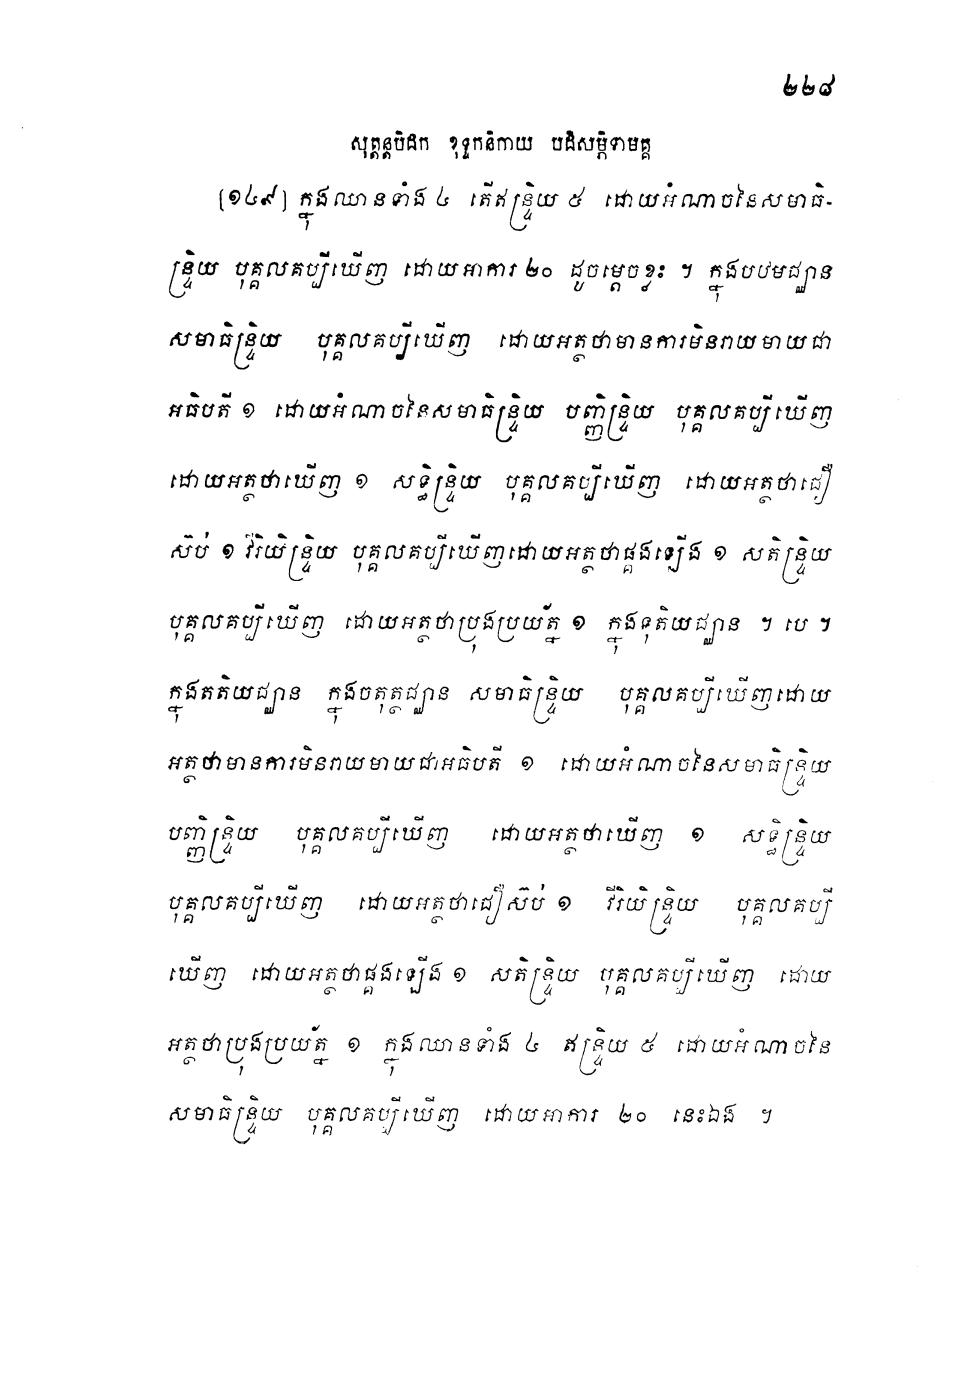 ២២៨
សុត្តន្តបិដក ខុទ្ទកនិកាយ បដិសម្ភិទាមគ្គ
[១៤៩] ក្នុងឈានទាំង ៤ តើឥន្ទ្រិយ ៥ ដោយអំណាចនៃសមាធិ-
ន្ទ្រិយ បុគ្គលគប្បីឃើញ ដោយអាការ ២០ ដូចម្តេចខ្លះ ។ ក្នុងបឋមជ្ឈាន
សមាធិន្ទ្រិយ បុគ្គលគប្បីឃើញ ដោយអត្ថថាមានការមិនរាយមាយជា
អធិបតី ១ ដោយអំណាចនៃសមាធិន្ទ្រិយ បញ្ញិន្ទ្រិយ បុគ្គលគប្បីឃើញ
ដោយអត្ថថាឃើញ ១ សទ្ធិន្ទ្រិយ បុគ្គលគប្បីឃើញ ដោយអត្ថថាជឿ
ស៊ប់ ១ វីរិយិន្ទ្រិយ បុគ្គលគប្បីឃើញដោយអត្ថថាផ្គងឡើង ១ សតិន្ទ្រិយ
បុគ្គលគប្បីឃើញ ដោយអត្ថថាប្រុងប្រយ័ត្ន ១ ក្នុងទុតិយជ្ឈាន ។ បេ ។
ក្នុងតតិយជ្ឈាន ក្នុងចតុត្ថជ្ឈាន សមាធិន្ទ្រិយ បុគ្គលគប្បីឃើញដោយ
អត្ថថាមានការមិនរាយមាយជាអធិបតី ១ ដោយអំណាចនៃសមាធិន្ទ្រិយ
បញ្ញិន្ទ្រិយ បុគ្គលគប្បីឃើញ ដោយអត្ថថាឃើញ ១ សទ្ធិន្ទ្រិយ
បុគ្គលគប្បីឃើញ ដោយអត្ថថាជឿស៊ប់ ១ វីរិយិន្ទ្រិយ បុគ្គលគប្បី
ឃើញ ដោយអត្ថថាផ្គងឡើង ១ សតិន្ទ្រិយ បុគ្គលគប្បីឃើញ ដោយ
អត្ថថាប្រុងប្រយ័ត្ន ១ ក្នុងឈានទាំង ៤ ឥន្ទ្រិយ ៥ ដោយអំណាចនៃ
សមាធិន្ទ្រិយ បុគ្គលគប្បីឃើញ ដោយអាការ ២០ នេះឯង ។